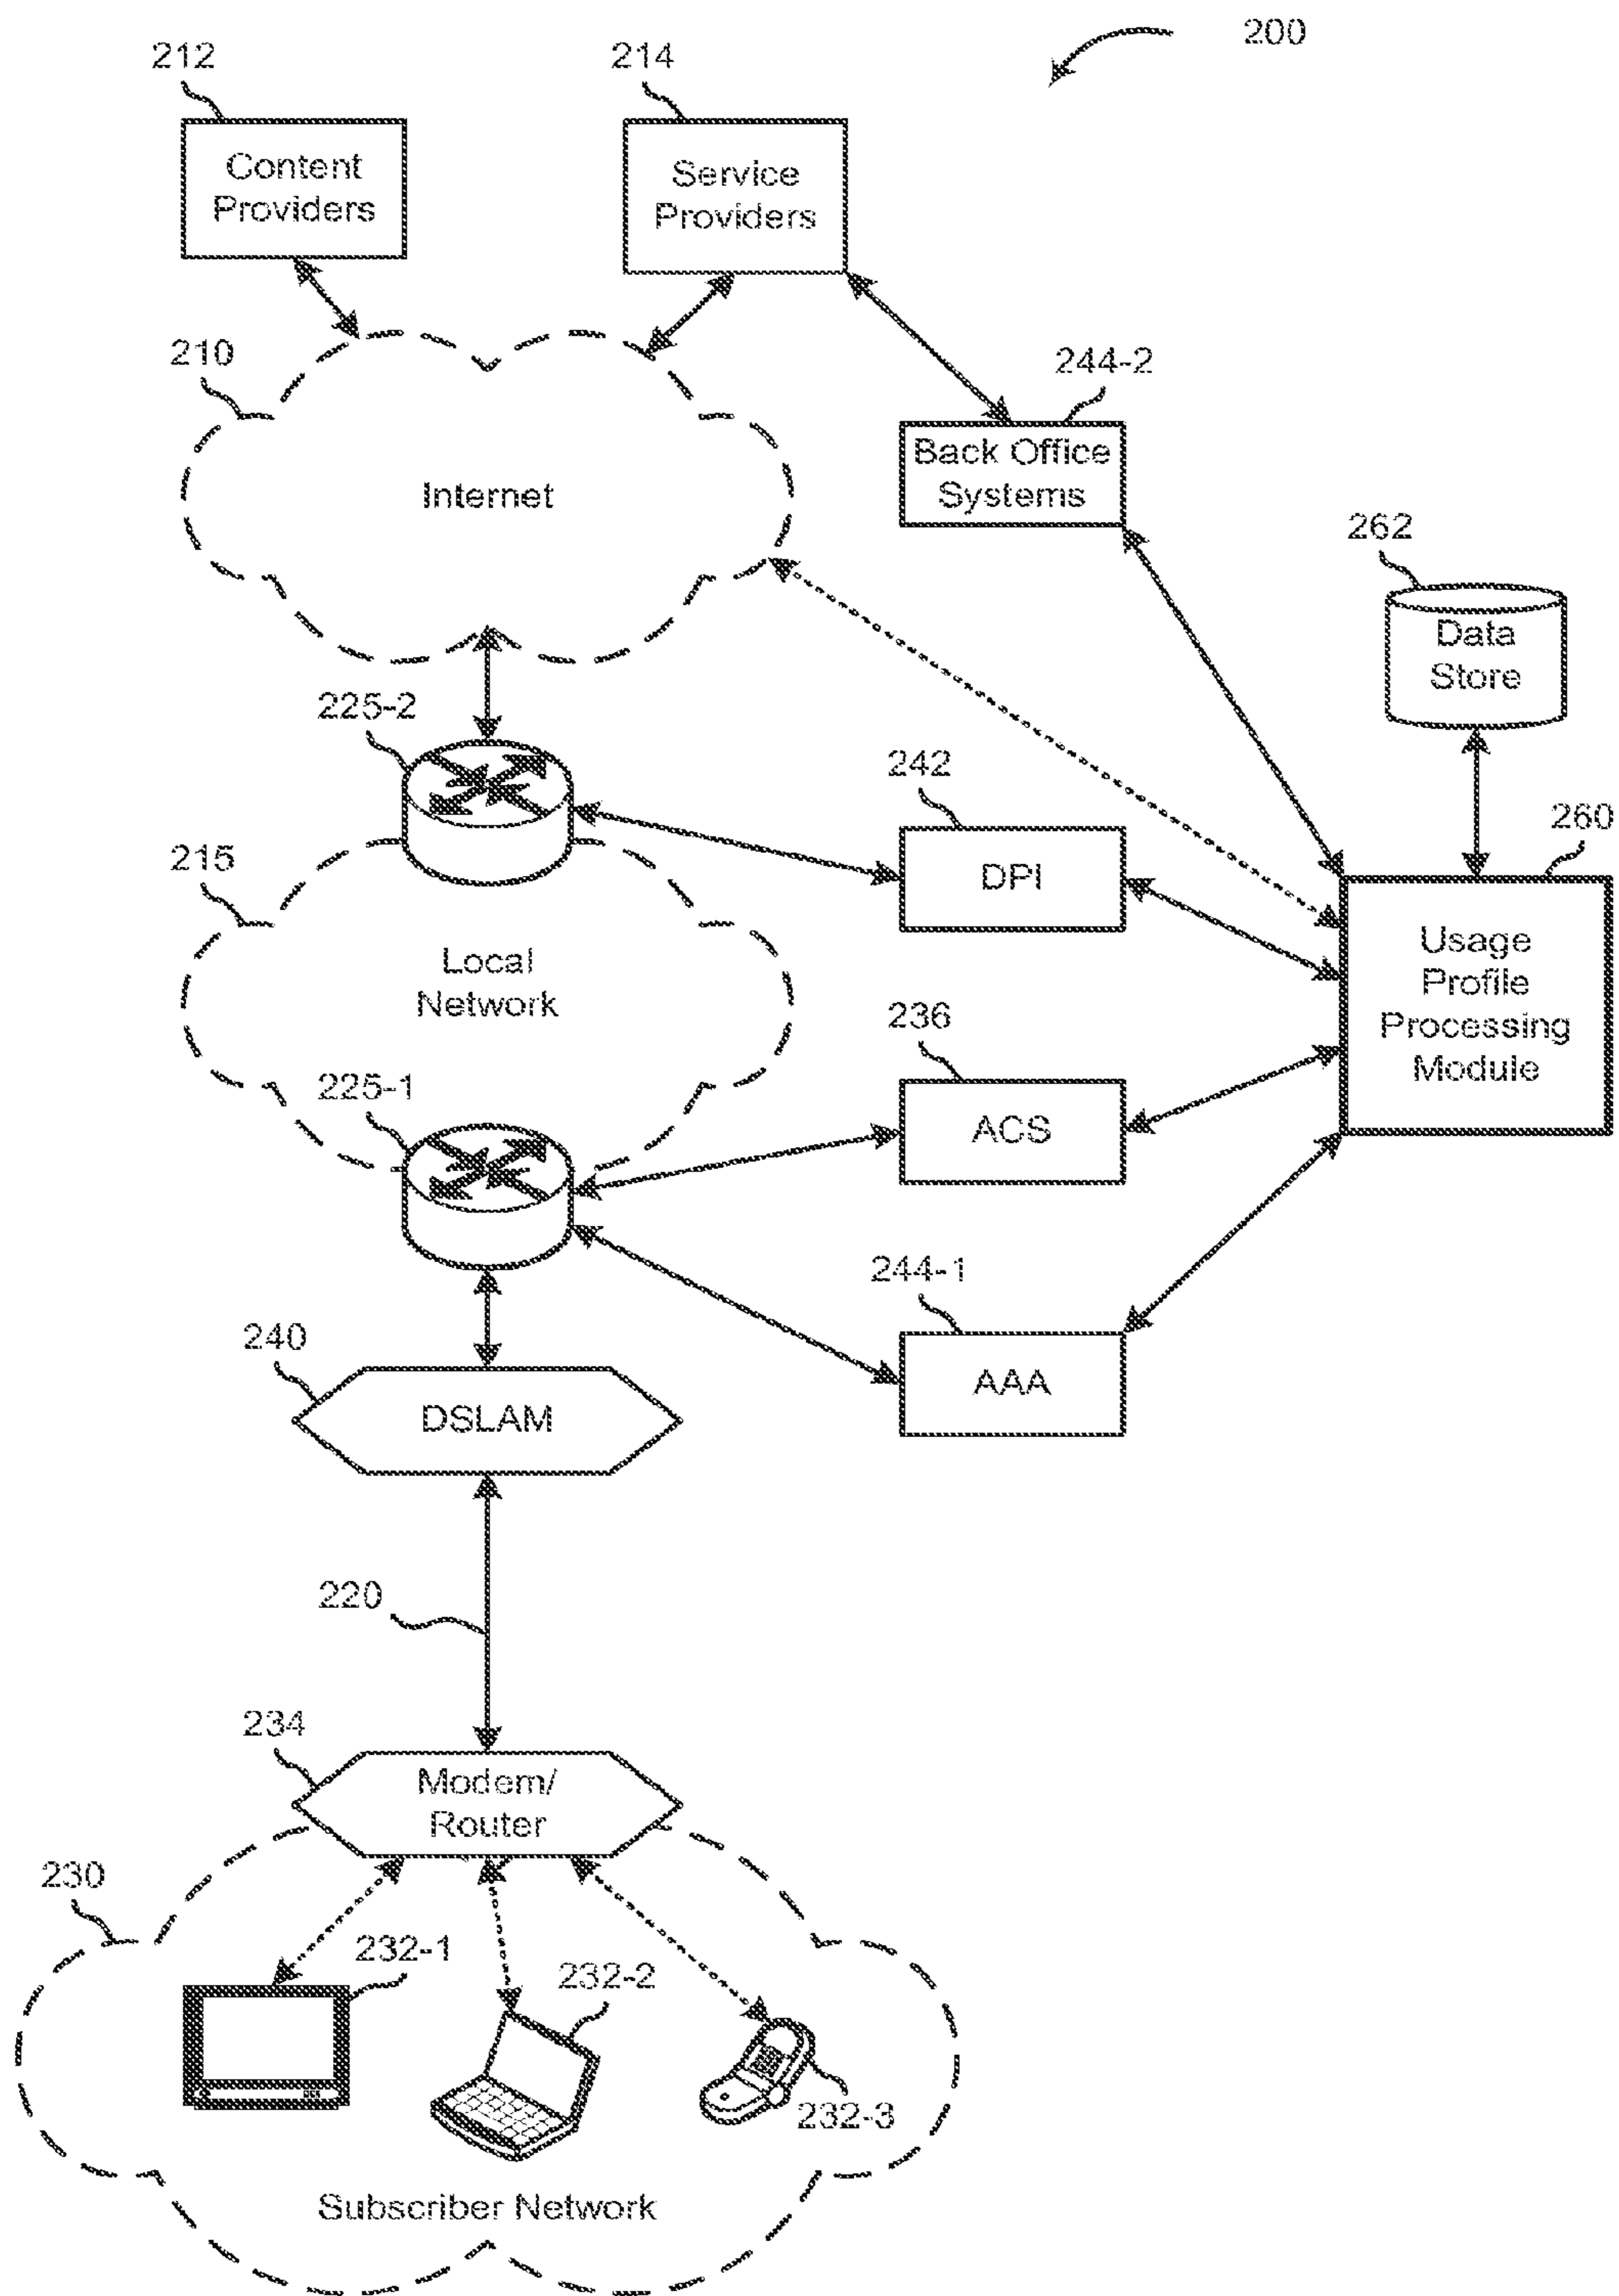 200
212
214
Content
Providers
Service
Providers
210
244-2
Back Office
Systems
Internet
262
Data
Store
225-2
242
260
215
DPI
Usage
Profile
Processing
Module
Local
Network
236
225-1
ACS
244-1
240
AAA
DSLAM
220
234
Modem/
Router
230
232-1
232-2
232-3
Subscriber Network